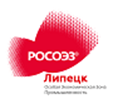 РОСОЭЗ®
Липецк
Особая Экономическая Зона
Промышленность